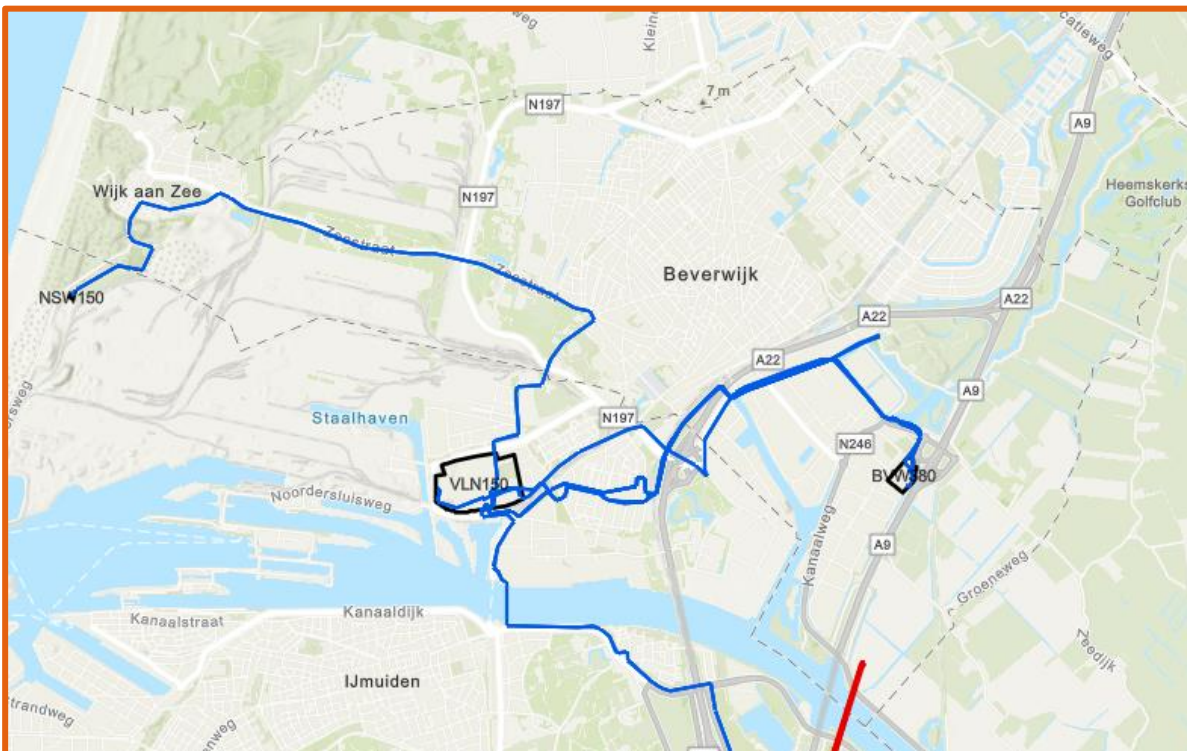 7 m
N197
A9
Heemskerks
Golfclub
Wijk aan Zee
N197
Zeestraat
Zeestraat
Beverwijk
NSW150
A22
A22
A22
A9
Staalhaven
N197
N246
VLN150
BVW380
Noordersluisweg
Kanaalweg
A9
Groeneweg
Kanaalstraat
Kanaaldijk
Zeedijk
IJmuiden